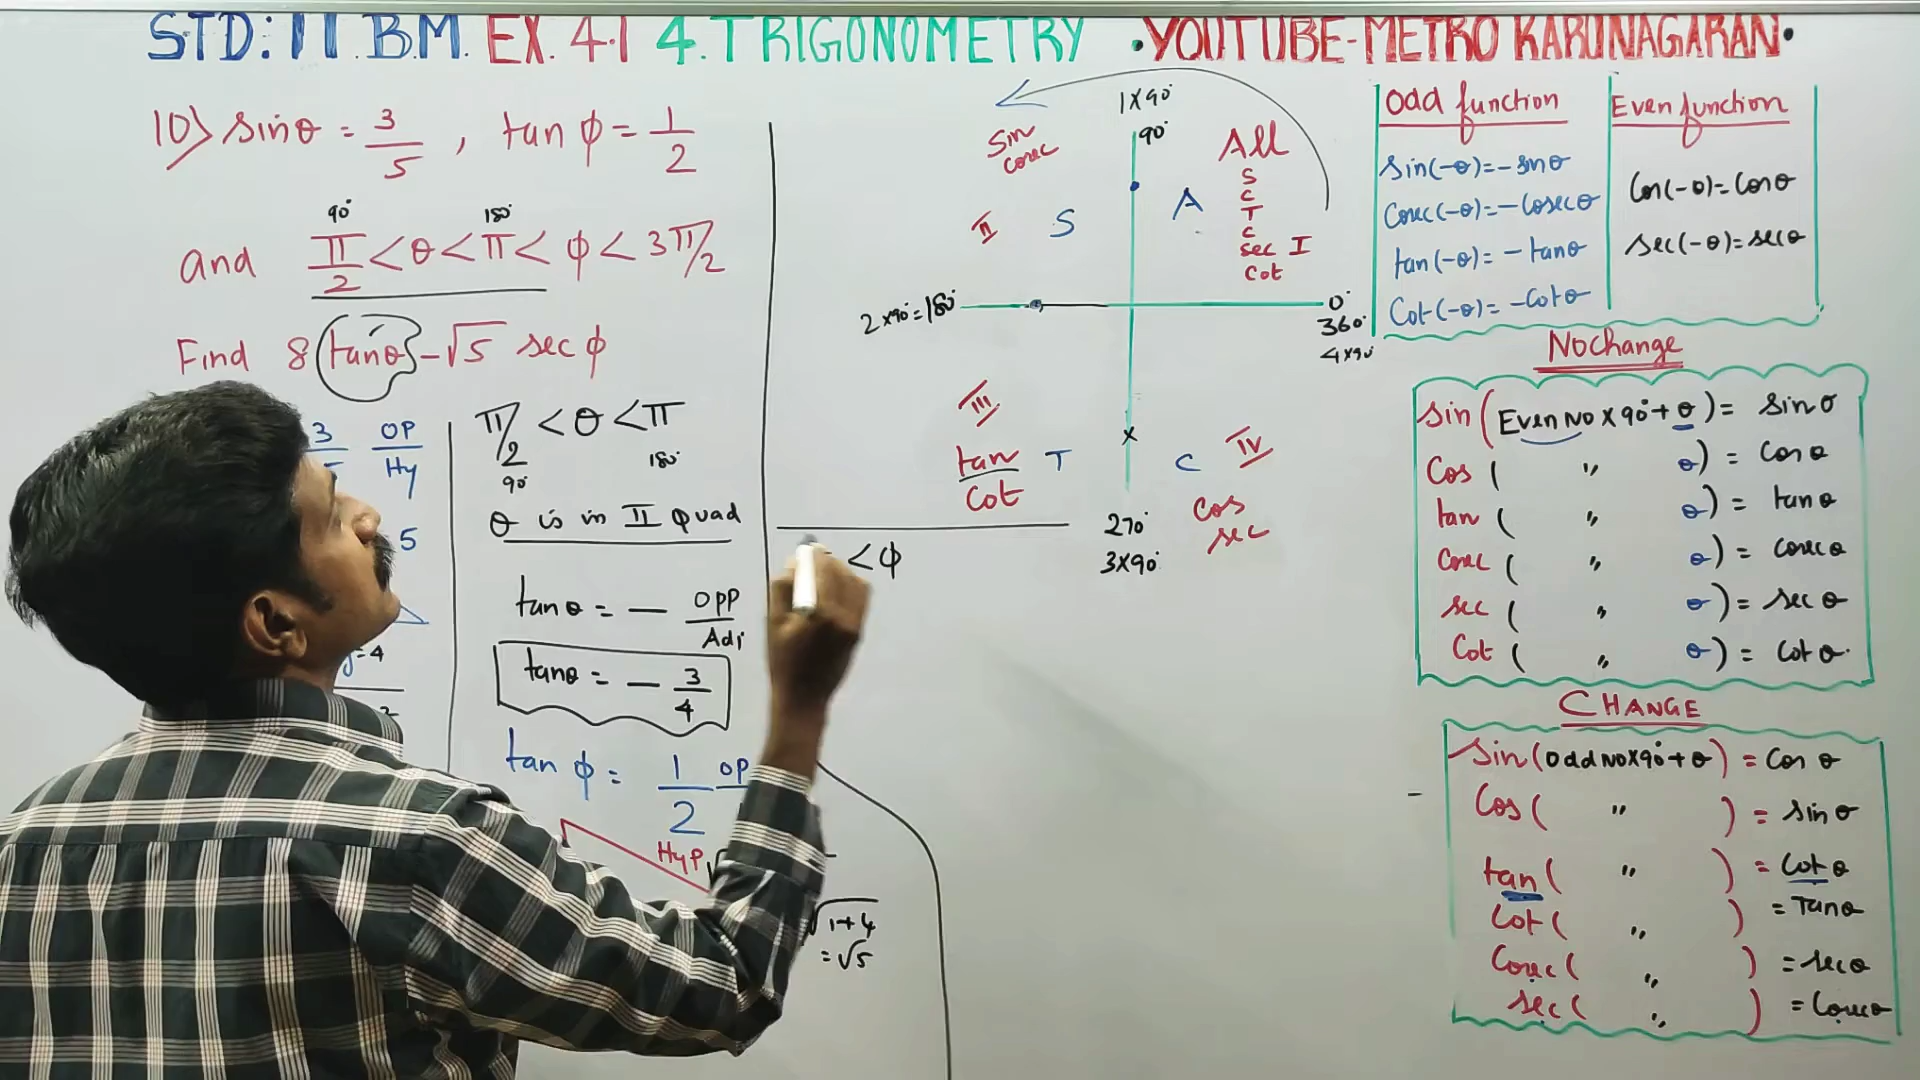 STD: 11 B.M. EX. 4.1 4. TRIGONOMETRY • YOUTUBE-METRO KARUNAGARAN •
10) sinθ = 3/5 , tan ϕ = 1/2
90° 180°
and π/2 < θ < π < ϕ < 3π/2
Find 8 tanθ - √5 sec ϕ
3 OP
Hy
5
=4
π/2 < θ < π
90° 180°
θ is in II Quad
tan θ = - OPP/Adj
tanθ = - 3/4
tan ϕ = 1/2 OP
Hyp
√1+4
= √5
1 x 90°
90°
Sin
cosec
II S
All
S
C
T
C
sec I
cot
A
2 x 90° = 180°
0°
360°
4 x 90°
III
tan T
cot
C IV
cos
sec
270°
3 x 90°
< ϕ
Odd function
sin(-θ) = - sinθ
cosec(-θ) = - cosecθ
tan(-θ) = - tanθ
Cot(-θ) = - cotθ
Even function
Cos(-θ) = Cosθ
sec(-θ) = secθ
No change
sin (Even No x 90° + θ) = sinθ
Cos ( " θ) = cosθ
tan ( " θ) = tanθ
Cosec ( " θ) = cosecθ
sec ( " θ) = secθ
Cot ( " θ) = cotθ
CHANGE
sin(odd No x 90° + θ) = cosθ
Cos ( " ) = sinθ
tan ( " ) = cotθ
cot ( " ) = Tanθ
Cosec ( " ) = secθ
sec ( " ) = Cosecθ